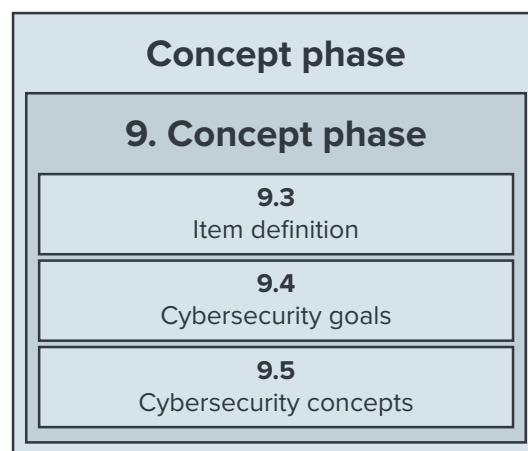 Concept phase
9. Concept phase
9.3
Item definition
9.4
Cybersecurity goals
9.5
Cybersecurity concepts